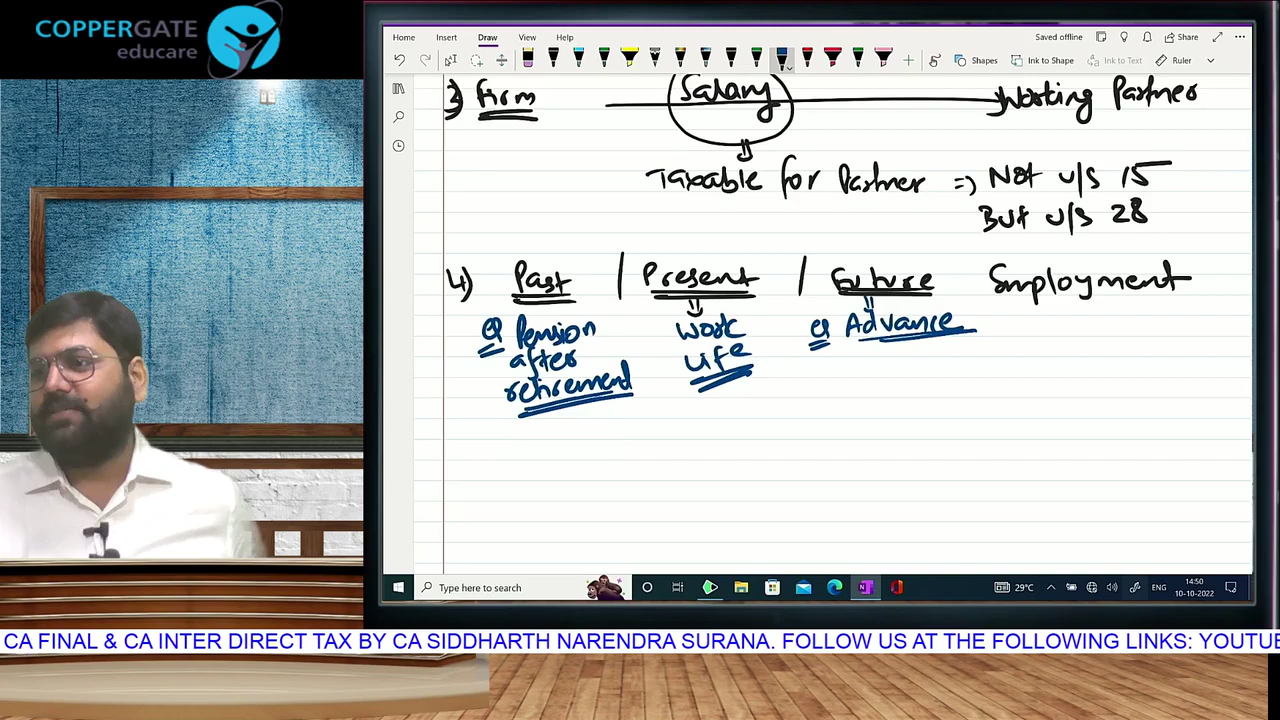 COPPERGATE
educare
Home Insert Draw View Help
Saved offline
Share
Shapes
Ink to Shape
Ink to Text
Ruler
3) Firm Salary Working Partner
Taxable for Partner => Not u/s 15
But u/s 28
4) Past | Present | Future Employment
eg Pension
after
retirement
Work
Life
eg Advance
Type here to search
29°C
ENG
14:50
10-10-2022
CA FINAL & CA INTER DIRECT TAX BY CA SIDDHARTH NARENDRA SURANA. FOLLOW US AT THE FOLLOWING LINKS: YOUTUBE